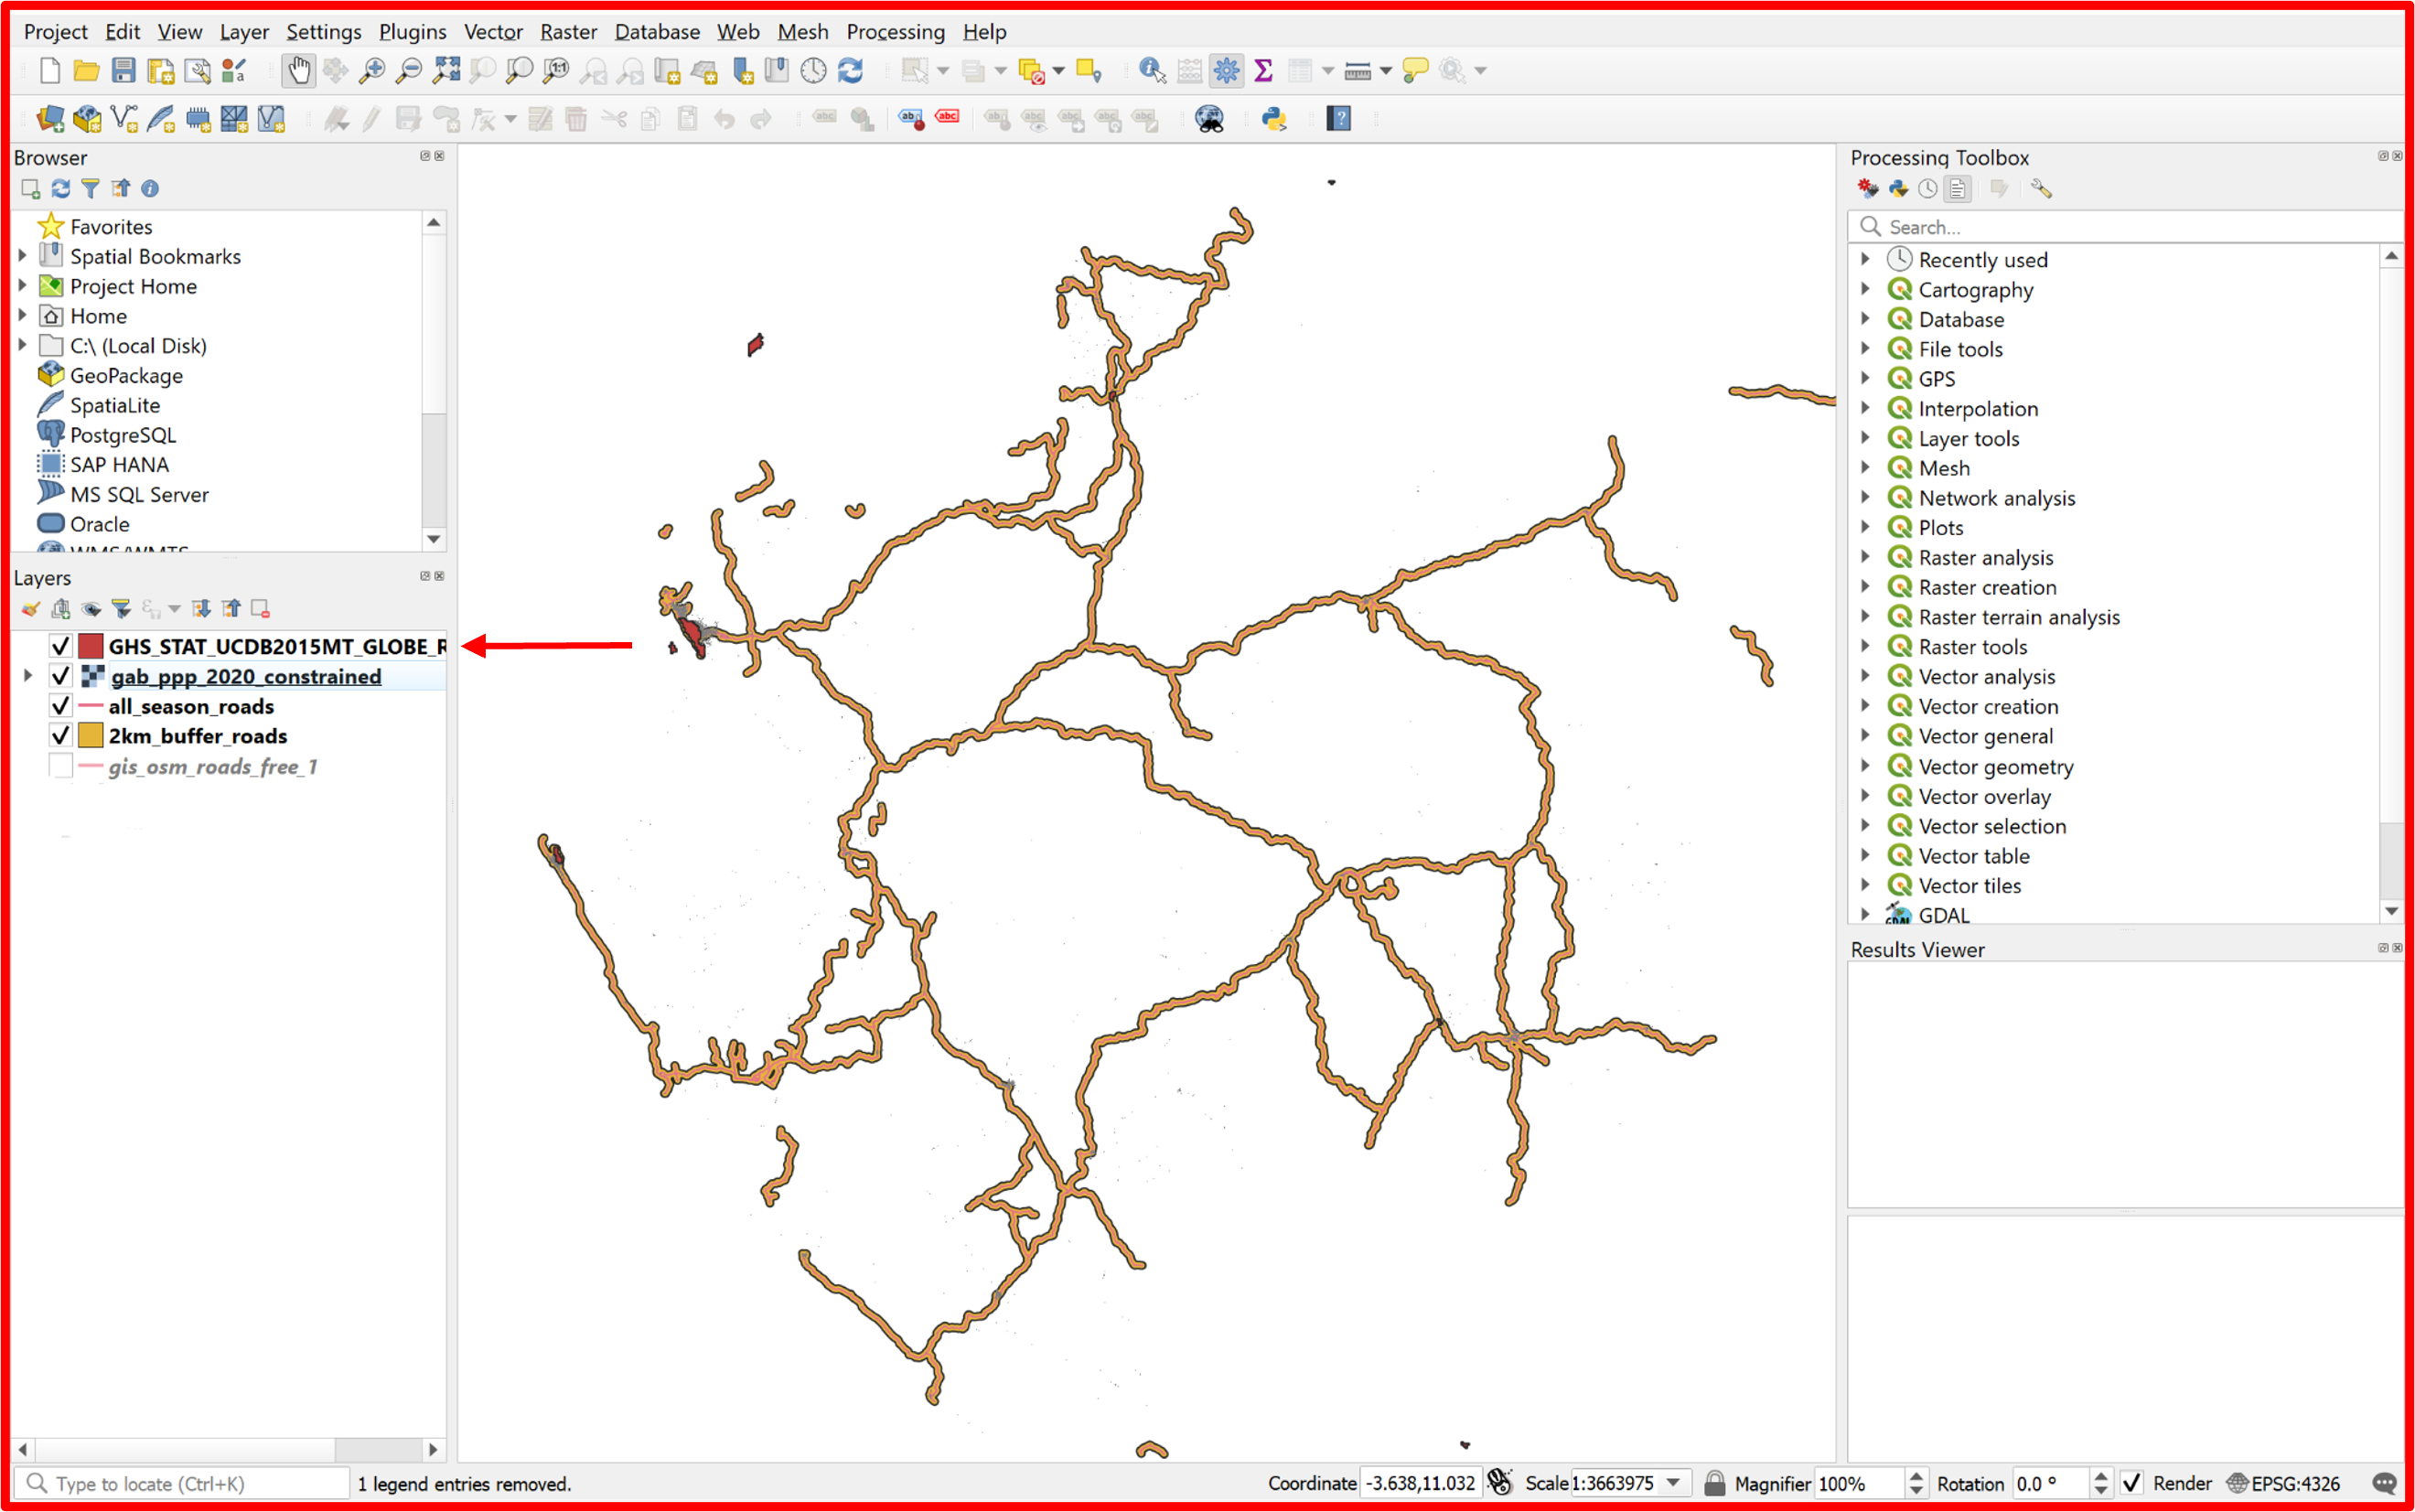 Project Edit View Layer Settings Plugins Vector Raster Database Web Mesh Processing Help
Browser
Favorites
Spatial Bookmarks
Project Home
Home
C:\ (Local Disk)
GeoPackage
SpatiaLite
PostgreSQL
SAP HANA
MS SQL Server
Oracle
WMS/WMTS
Layers
GHS_STAT_UCDB2015MT_GLOBE_R
gab_ppp_2020_constrained
all_season_roads
2km_buffer_roads
gis_osm_roads_free_1
Processing Toolbox
Search...
Recently used
Cartography
Database
File tools
GPS
Interpolation
Layer tools
Mesh
Network analysis
Plots
Raster analysis
Raster creation
Raster terrain analysis
Raster tools
Vector analysis
Vector creation
Vector general
Vector geometry
Vector overlay
Vector selection
Vector table
Vector tiles
GDAL
Results Viewer
Type to locate (Ctrl+K) 1 legend entries removed. Coordinate -3.638,11.032 Scale 1:3663975 Magnifier 100% Rotation 0.0 ° Render EPSG:4326